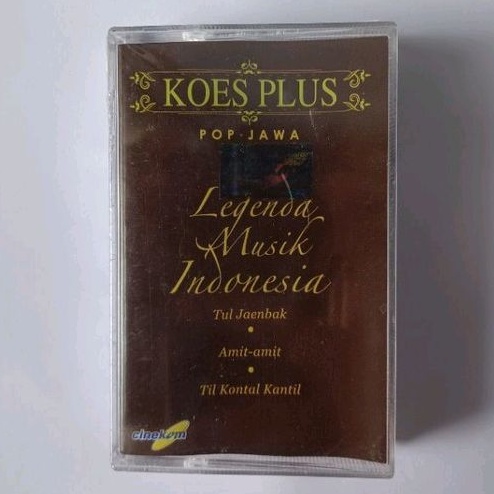 KOES PLUS
POP · JAWA
Legenda
Musik
Indonesia
Tul Jaenbak
•
Amit-amit
•
Til Kontal Kantil
cinekom